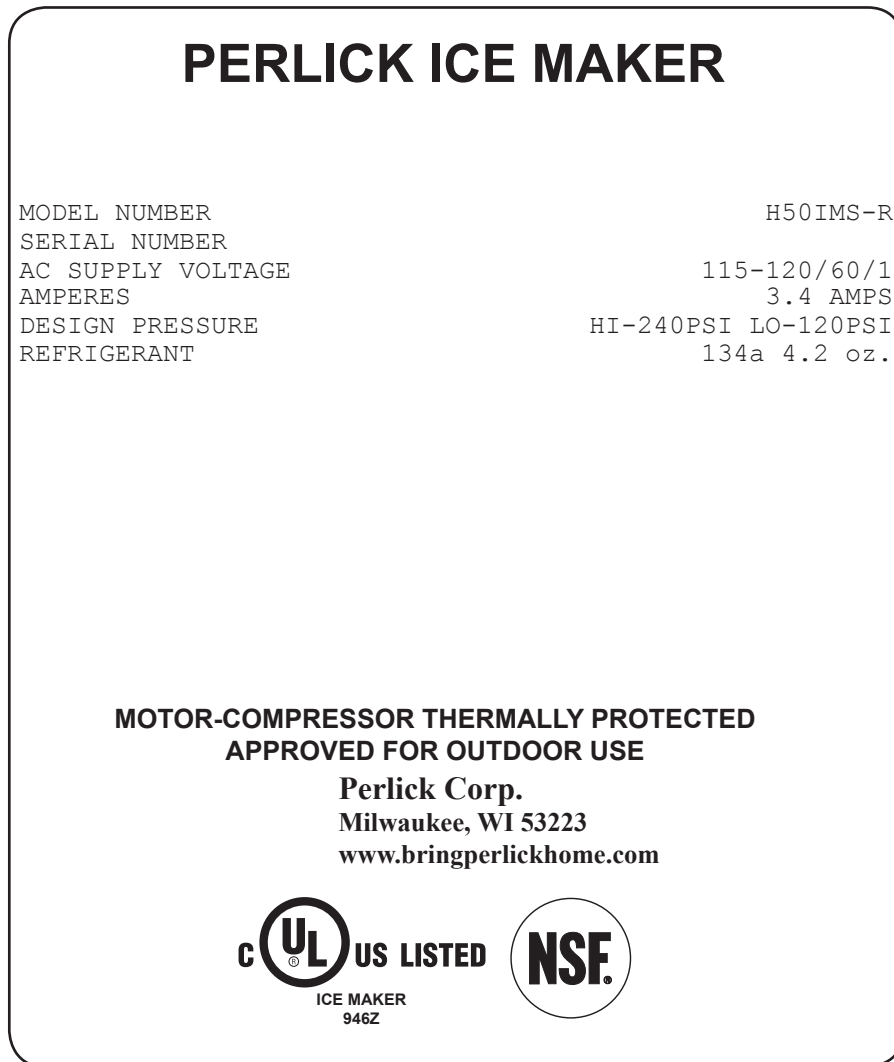 PERLICK ICE MAKER
MODEL NUMBER H50IMS-R
SERIAL NUMBER
AC SUPPLY VOLTAGE 115-120/60/1
AMPERES 3.4 AMPS
DESIGN PRESSURE HI-240PSI LO-120PSI
REFRIGERANT 134a 4.2 oz.
MOTOR-COMPRESSOR THERMALLY PROTECTED
APPROVED FOR OUTDOOR USE
Perlick Corp.
Milwaukee, WI 53223
www.bringperlickhome.com
C UL® US LISTED NSF®
ICE MAKER
946Z